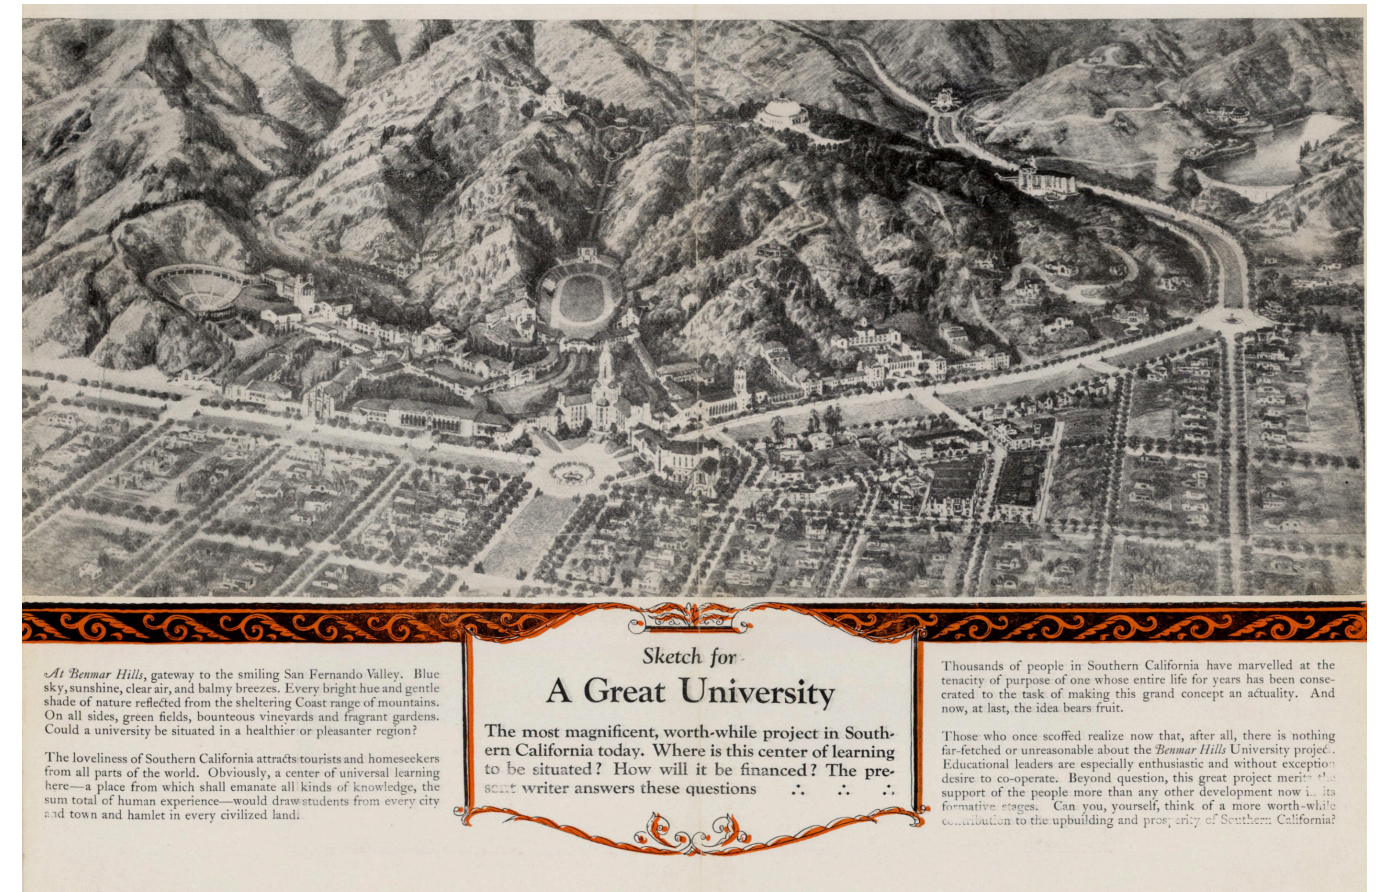 Sketch for
A Great University
The most magnificent, worth-while project in South-
ern California today. Where is this center of learning
to be situated? How will it be financed? The pre-
sent writer answers these questions ∴ ∴ ∴
At Benmar Hills, gateway to the smiling San Fernando Valley. Blue
sky, sunshine, clear air, and balmy breezes. Every bright hue and gentle
shade of nature reflected from the sheltering Coast range of mountains.
On all sides, green fields, bounteous vineyards and fragrant gardens.
Could a university be situated in a healthier or pleasanter region?
The loveliness of Southern California attracts tourists and homeseekers
from all parts of the world. Obviously, a center of universal learning
here—a place from which shall emanate all kinds of knowledge, the
sum total of human experience—would draw students from every city
and town and hamlet in every civilized land.
Thousands of people in Southern California have marvelled at the
tenacity of purpose of one whose entire life for years has been conse-
crated to the task of making this grand concept an actuality. And
now, at last, the idea bears fruit.
Those who once scoffed realize now that, after all, there is nothing
far-fetched or unreasonable about the Benmar Hills University project.
Educational leaders are especially enthusiastic and without exception
desire to co-operate. Beyond question, this great project merits the
support of the people more than any other development now in its
formative stages. Can you, yourself, think of a more worth-while
contribution to the upbuilding and prosperity of Southern California?